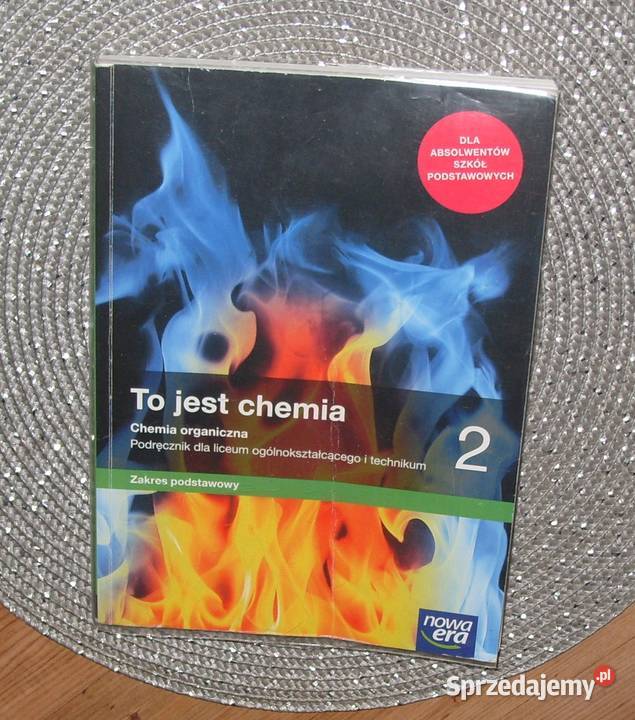 DLA
ABSOLWENTÓW
SZKÓŁ
PODSTAWOWYCH
To jest chemia
Chemia organiczna
Podręcznik dla liceum ogólnokształcącego i technikum
2
Zakres podstawowy
nowa
era
Sprzedajemy.pl